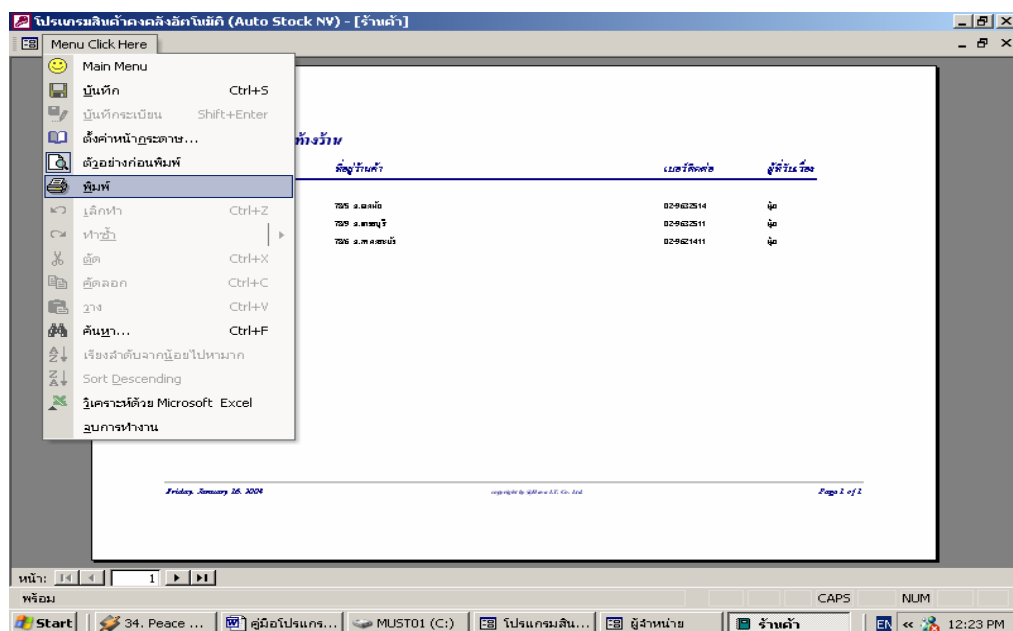 โปรแกรมสินค้าคงคลังอัตโนมัติ (Auto Stock NV) - [ร้านค้า]
Menu Click Here
Main Menu
บันทึก Ctrl+S
บันทึกระเบียน Shift+Enter
ตั้งค่าหน้ากระดาษ...
ตัวอย่างก่อนพิมพ์
พิมพ์
เลิกทำ Ctrl+Z
ทำซ้ำ
ตัด Ctrl+X
คัดลอก Ctrl+C
วาง Ctrl+V
ค้นหา... Ctrl+F
เรียงลำดับจากน้อยไปหามาก
Sort Descending
วิเคราะห์ด้วย Microsoft Excel
จบการทำงาน
ที่อยู่ร้านค้า เบอร์ติดต่อ
02-9632514
02-9632511
02-9621411
Friday, January 16, 2004 Page 1 of 1
หน้า: 1
พร้อม CAPS NUM
Start 34. Peace ... คู่มือโปรแกร... MUST01 (C:) โปรแกรมสิน... ผู้จำหน่าย ร้านค้า EN « 12:23 PM